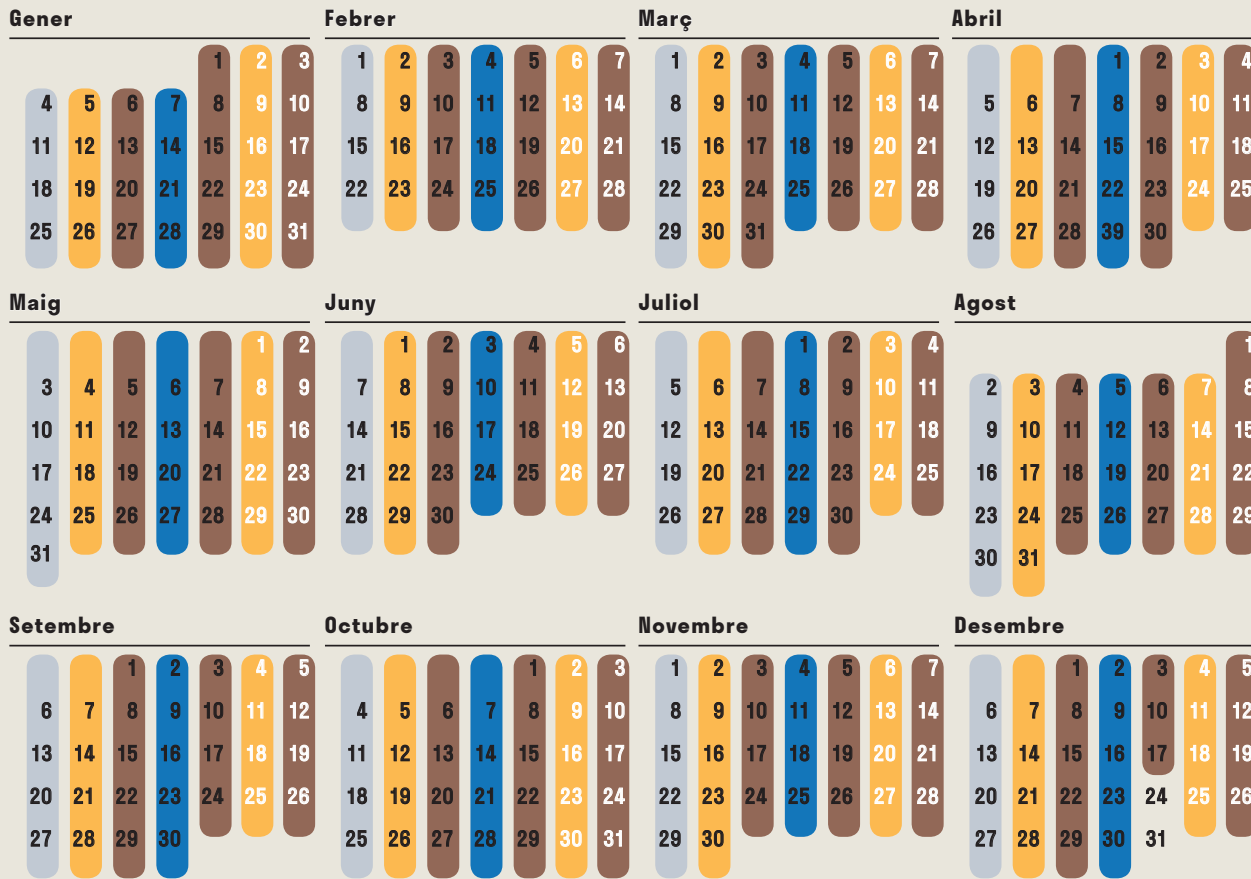 Gener Febrer Març Abril
1 2 3 1 2 3 4 5 6 7 1 2 3 4 5 6 7 1 2 3 4
4 5 6 7 8 9 10 8 9 10 11 12 13 14 8 9 10 11 12 13 14 5 6 7 8 9 10 11
11 12 13 14 15 16 17 15 16 17 18 19 20 21 15 16 17 18 19 20 21 12 13 14 15 16 17 18
18 19 20 21 22 23 24 22 23 24 25 26 27 28 22 23 24 25 26 27 28 19 20 21 22 23 24 25
25 26 27 28 29 30 31 29 30 31 26 27 28 39 30
Maig Juny Juliol Agost
1 2 1 2 3 4 5 6 1 2 3 4 1
3 4 5 6 7 8 9 7 8 9 10 11 12 13 5 6 7 8 9 10 11 2 3 4 5 6 7 8
10 11 12 13 14 15 16 14 15 16 17 18 19 20 12 13 14 15 16 17 18 9 10 11 12 13 14 15
17 18 19 20 21 22 23 21 22 23 24 25 26 27 19 20 21 22 23 24 25 16 17 18 19 20 21 22
24 25 26 27 28 29 30 28 29 30 26 27 28 29 30 23 24 25 26 27 28 29
31 30 31
Setembre Octubre Novembre Desembre
1 2 3 4 5 1 2 3 1 2 3 4 5 6 7 1 2 3 4 5
6 7 8 9 10 11 12 4 5 6 7 8 9 10 8 9 10 11 12 13 14 6 7 8 9 10 11 12
13 14 15 16 17 18 19 11 12 13 14 15 16 17 15 16 17 18 19 20 21 13 14 15 16 17 18 19
20 21 22 23 24 25 26 18 19 20 21 22 23 24 22 23 24 25 26 27 28 20 21 22 23 24 25 26
27 28 29 30 25 26 27 28 29 30 31 29 30 27 28 29 30 31